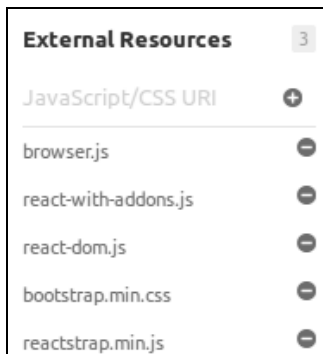 External Resources 3
JavaScript/CSS URI
browser.js
react-with-addons.js
react-dom.js
bootstrap.min.css
reactstrap.min.js